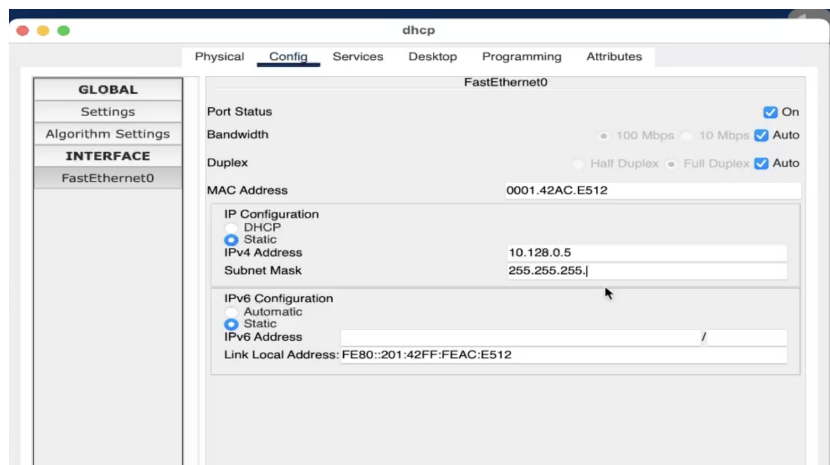 dhcp
Physical Config Services Desktop Programming Attributes
GLOBAL
Settings
Algorithm Settings
INTERFACE
FastEthernet0
FastEthernet0
Port Status On
Bandwidth 100 Mbps 10 Mbps Auto
Duplex Half Duplex Full Duplex Auto
MAC Address 0001.42AC.E512
IP Configuration
DHCP
Static
IPv4 Address 10.128.0.5
Subnet Mask 255.255.255.
IPv6 Configuration
Automatic
Static
IPv6 Address /
Link Local Address: FE80::201:42FF:FEAC:E512